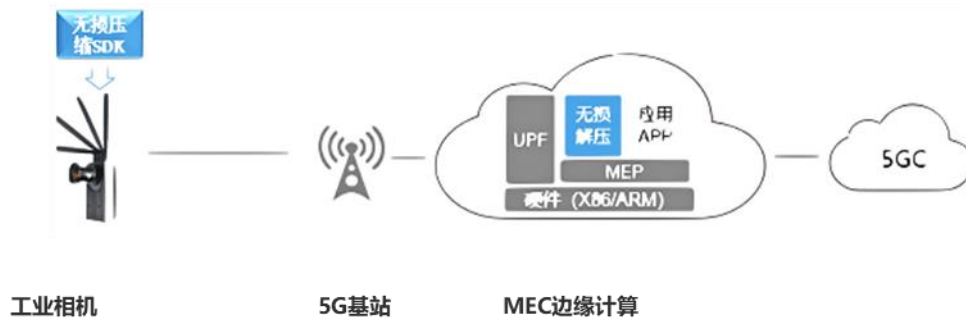 无损压
缩SDK
UPF
无损
解压
应用
APP
MEP
硬件 (X86/ARM)
5GC
工业相机
5G基站
MEC边缘计算